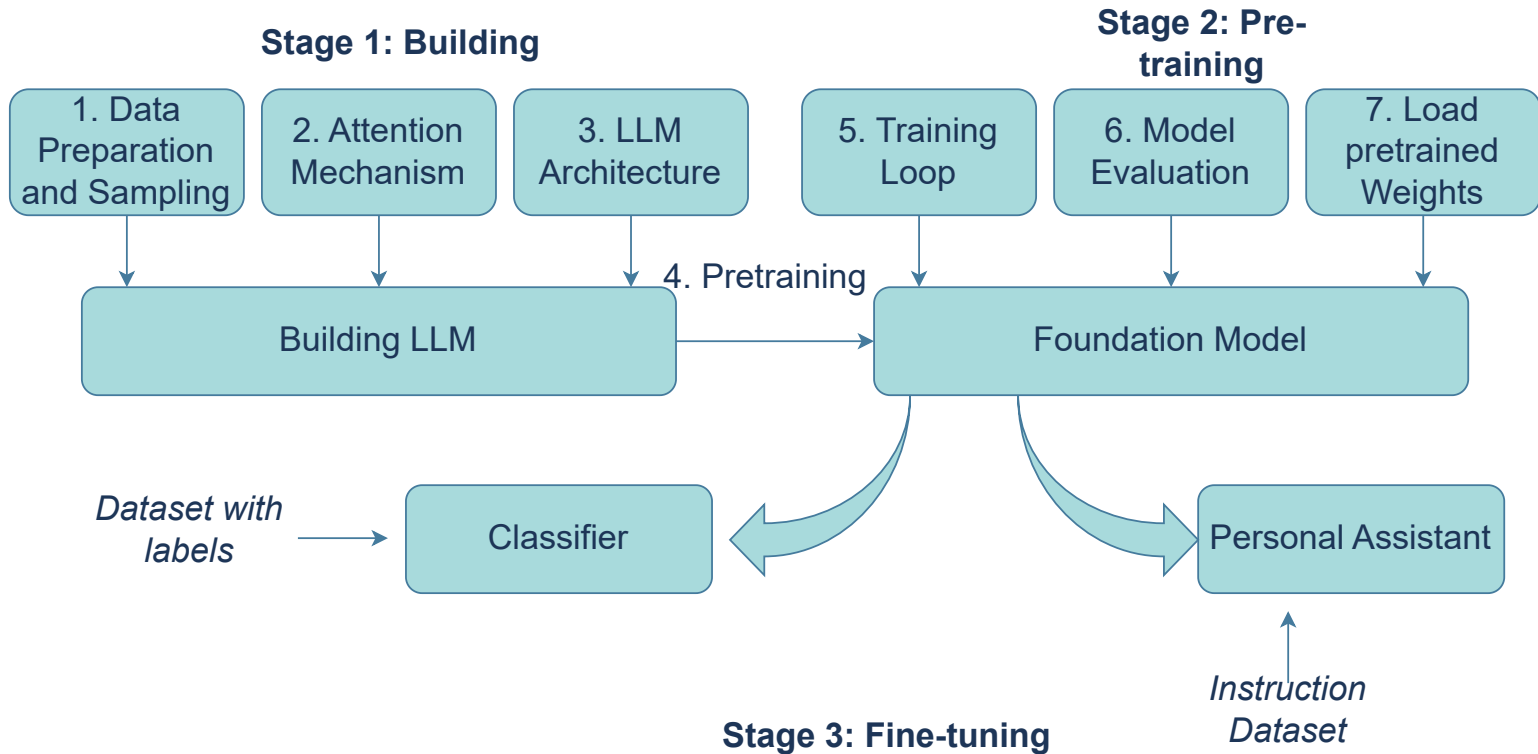 Stage 1: Building
Stage 2: Pre-
training
1. Data
Preparation
and Sampling
2. Attention
Mechanism
3. LLM
Architecture
5. Training
Loop
6. Model
Evaluation
7. Load
pretrained
Weights
4. Pretraining
Building LLM
Foundation Model
Dataset with
labels
Classifier
Personal Assistant
Instruction
Dataset
Stage 3: Fine-tuning